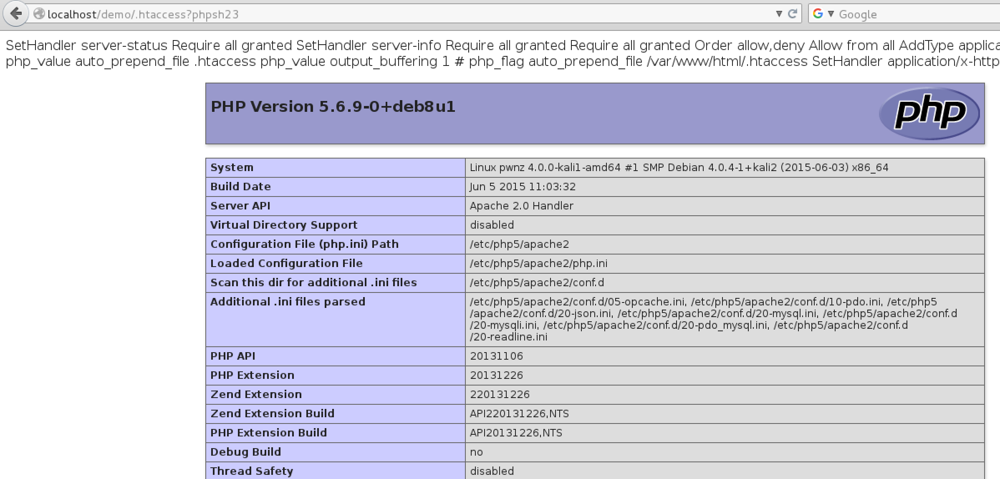 localhost/demo/.htaccess?phpsh23 Google
SetHandler server-status Require all granted SetHandler server-info Require all granted Require all granted Order allow,deny Allow from all AddType
php_value auto_prepend_file .htaccess php_value output_buffering 1 # php_flag auto_prepend_file /var/www/html/.htaccess SetHandler application/x-http
PHP Version 5.6.9-0+deb8u1
php
System Linux pwnz 4.0.0-kali1-amd64 #1 SMP Debian 4.0.4-1+kali2 (2015-06-03) x86_64
Build Date Jun 5 2015 11:03:32
Server API Apache 2.0 Handler
Virtual Directory Support disabled
Configuration File (php.ini) Path /etc/php5/apache2
Loaded Configuration File /etc/php5/apache2/php.ini
Scan this dir for additional .ini files /etc/php5/apache2/conf.d
Additional .ini files parsed /etc/php5/apache2/conf.d/05-opcache.ini, /etc/php5/apache2/conf.d/10-pdo.ini, /etc/php5
/apache2/conf.d/20-json.ini, /etc/php5/apache2/conf.d/20-mysql.ini, /etc/php5/apache2/conf.d
/20-mysqli.ini, /etc/php5/apache2/conf.d/20-pdo_mysql.ini, /etc/php5/apache2/conf.d
/20-readline.ini
PHP API 20131106
PHP Extension 20131226
Zend Extension 220131226
Zend Extension Build API220131226,NTS
PHP Extension Build API20131226,NTS
Debug Build no
Thread Safety disabled